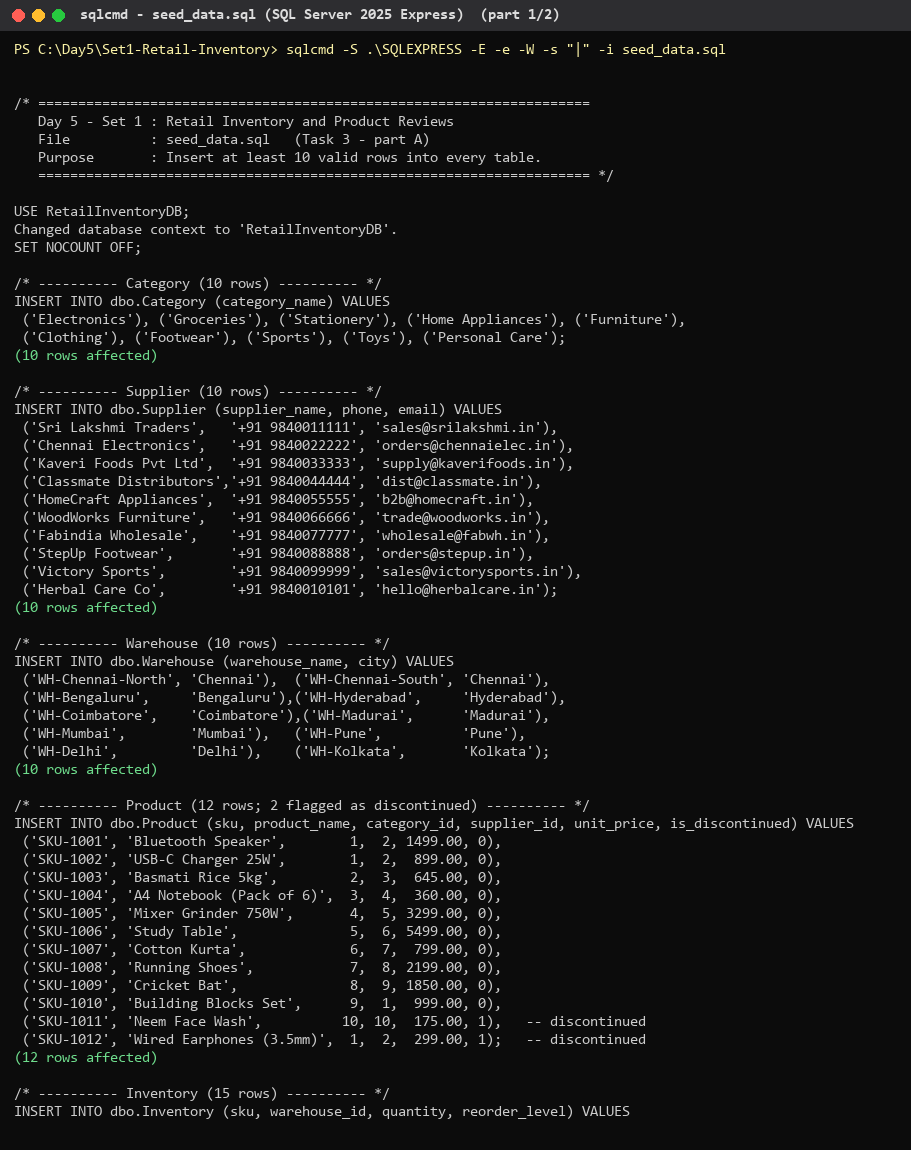 sqlcmd - seed_data.sql (SQL Server 2025 Express)  (part 1/2)
PS C:\Day5\Set1-Retail-Inventory> sqlcmd -S .\SQLEXPRESS -E -e -W -s "|" -i seed_data.sql
/* =====================================================================
   Day 5 - Set 1 : Retail Inventory and Product Reviews
   File          : seed_data.sql   (Task 3 - part A)
   Purpose       : Insert at least 10 valid rows into every table.
   ===================================================================== */
USE RetailInventoryDB;
Changed database context to 'RetailInventoryDB'.
SET NOCOUNT OFF;
/* ---------- Category (10 rows) ---------- */
INSERT INTO dbo.Category (category_name) VALUES
 ('Electronics'), ('Groceries'), ('Stationery'), ('Home Appliances'), ('Furniture'),
 ('Clothing'), ('Footwear'), ('Sports'), ('Toys'), ('Personal Care');
(10 rows affected)
/* ---------- Supplier (10 rows) ---------- */
INSERT INTO dbo.Supplier (supplier_name, phone, email) VALUES
 ('Sri Lakshmi Traders',   '+91 9840011111', 'sales@srilakshmi.in'),
 ('Chennai Electronics',   '+91 9840022222', 'orders@chennaielec.in'),
 ('Kaveri Foods Pvt Ltd',  '+91 9840033333', 'supply@kaverifoods.in'),
 ('Classmate Distributors','+91 9840044444', 'dist@classmate.in'),
 ('HomeCraft Appliances',  '+91 9840055555', 'b2b@homecraft.in'),
 ('WoodWorks Furniture',   '+91 9840066666', 'trade@woodworks.in'),
 ('Fabindia Wholesale',    '+91 9840077777', 'wholesale@fabwh.in'),
 ('StepUp Footwear',       '+91 9840088888', 'orders@stepup.in'),
 ('Victory Sports',        '+91 9840099999', 'sales@victorysports.in'),
 ('Herbal Care Co',        '+91 9840010101', 'hello@herbalcare.in');
(10 rows affected)
/* ---------- Warehouse (10 rows) ---------- */
INSERT INTO dbo.Warehouse (warehouse_name, city) VALUES
 ('WH-Chennai-North', 'Chennai'),  ('WH-Chennai-South', 'Chennai'),
 ('WH-Bengaluru',     'Bengaluru'),('WH-Hyderabad',     'Hyderabad'),
 ('WH-Coimbatore',    'Coimbatore'),('WH-Madurai',      'Madurai'),
 ('WH-Mumbai',        'Mumbai'),   ('WH-Pune',          'Pune'),
 ('WH-Delhi',         'Delhi'),    ('WH-Kolkata',       'Kolkata');
(10 rows affected)
/* ---------- Product (12 rows; 2 flagged as discontinued) ---------- */
INSERT INTO dbo.Product (sku, product_name, category_id, supplier_id, unit_price, is_discontinued) VALUES
 ('SKU-1001', 'Bluetooth Speaker',        1,  2, 1499.00, 0),
 ('SKU-1002', 'USB-C Charger 25W',        1,  2,  899.00, 0),
 ('SKU-1003', 'Basmati Rice 5kg',         2,  3,  645.00, 0),
 ('SKU-1004', 'A4 Notebook (Pack of 6)',  3,  4,  360.00, 0),
 ('SKU-1005', 'Mixer Grinder 750W',       4,  5, 3299.00, 0),
 ('SKU-1006', 'Study Table',              5,  6, 5499.00, 0),
 ('SKU-1007', 'Cotton Kurta',             6,  7,  799.00, 0),
 ('SKU-1008', 'Running Shoes',            7,  8, 2199.00, 0),
 ('SKU-1009', 'Cricket Bat',              8,  9, 1850.00, 0),
 ('SKU-1010', 'Building Blocks Set',      9,  1,  999.00, 0),
 ('SKU-1011', 'Neem Face Wash',          10, 10,  175.00, 1),   -- discontinued
 ('SKU-1012', 'Wired Earphones (3.5mm)',  1,  2,  299.00, 1);   -- discontinued
(12 rows affected)
/* ---------- Inventory (15 rows) ---------- */
INSERT INTO dbo.Inventory (sku, warehouse_id, quantity, reorder_level) VALUES